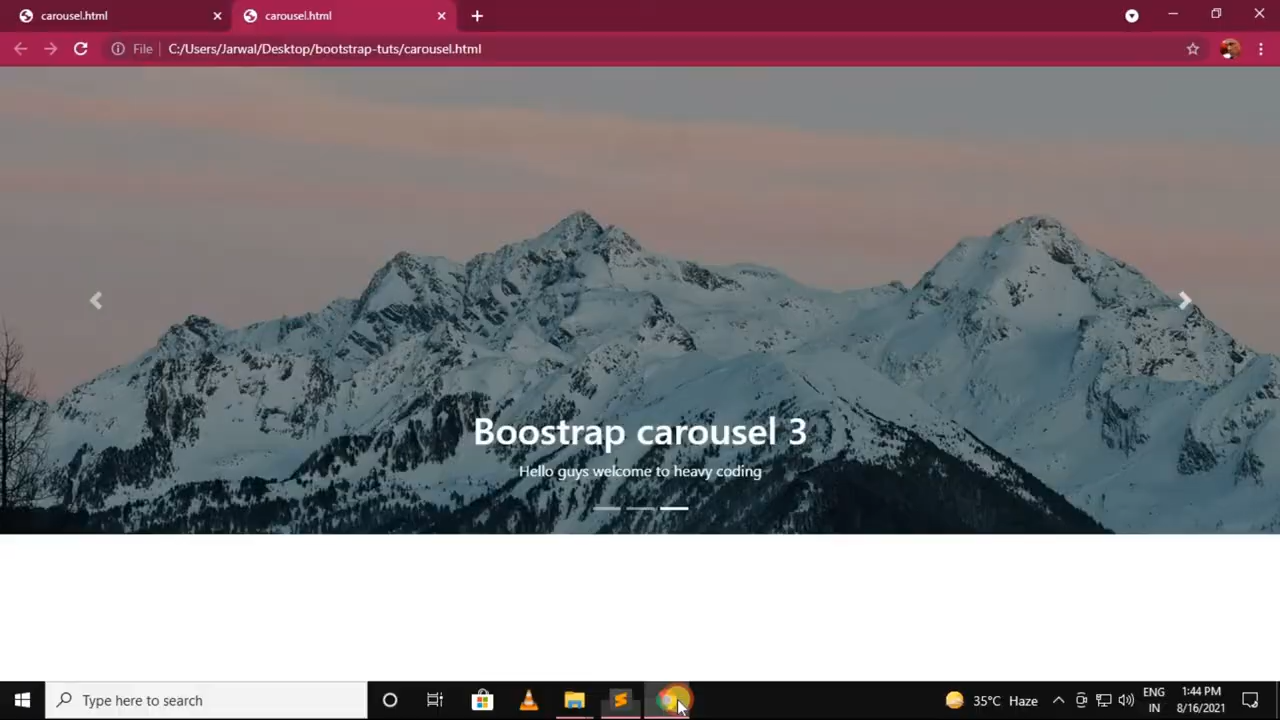 carousel.html
carousel.html
File
C:/Users/Jarwal/Desktop/bootstrap-tuts/carousel.html
Boostrap carousel 3
Hello guys welcome to heavy coding
Type here to search
35°C Haze
ENG
IN
1:44 PM
8/16/2021